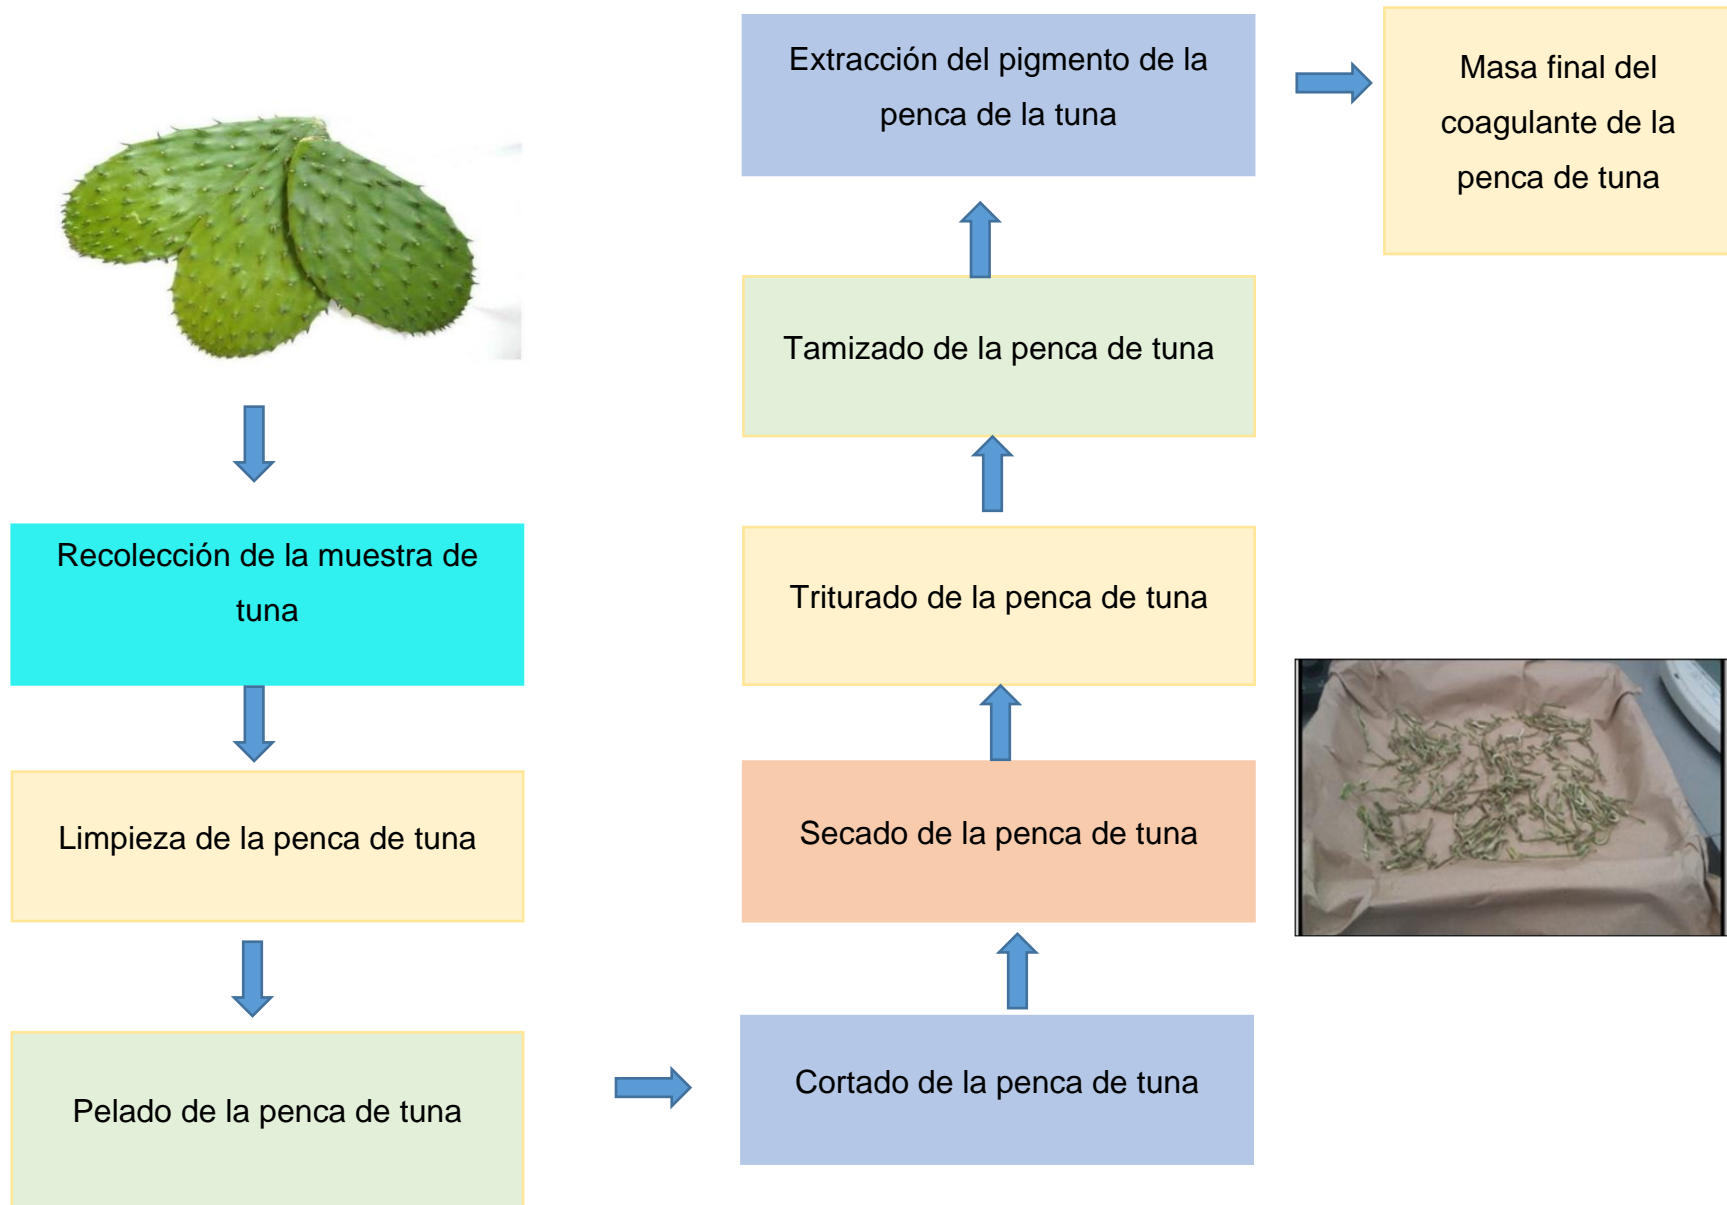 Recolección de la muestra de
tuna
Limpieza de la penca de tuna
Pelado de la penca de tuna
Cortado de la penca de tuna
Secado de la penca de tuna
Triturado de la penca de tuna
Tamizado de la penca de tuna
Extracción del pigmento de la
penca de la tuna
Masa final del
coagulante de la
penca de tuna